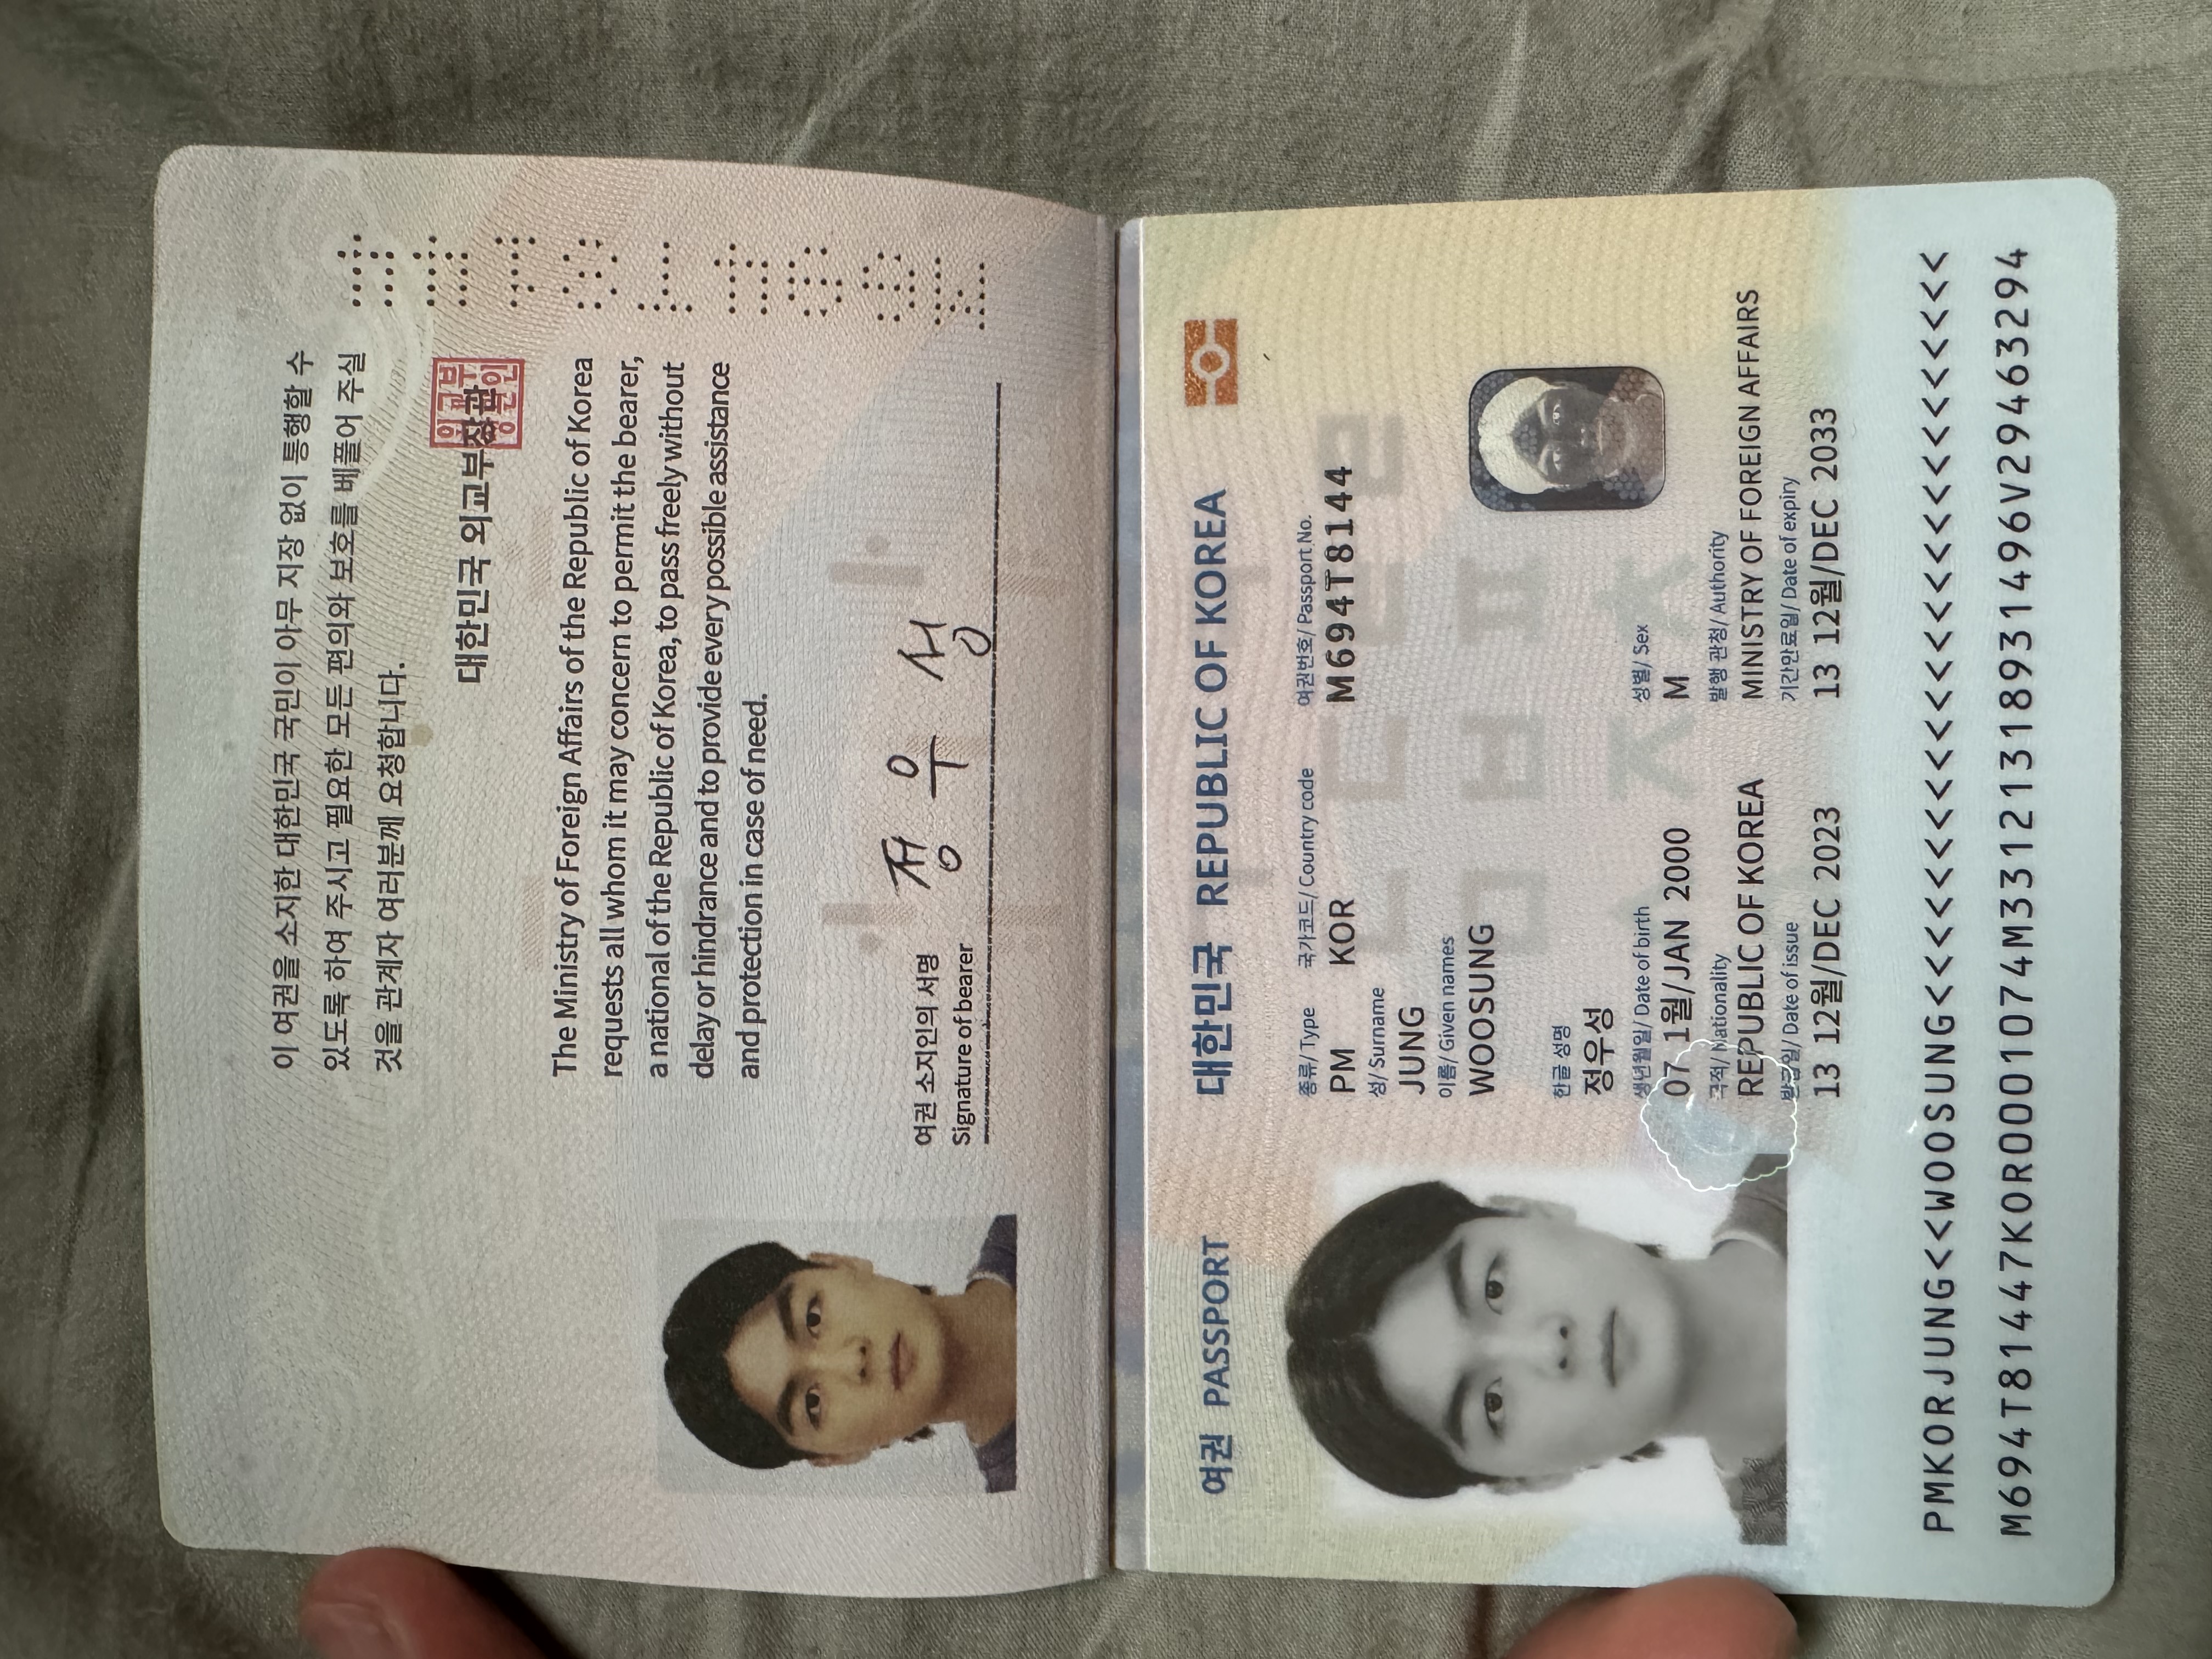 이 여권을 소지한 대한민국 국민이 아무 지장 없이 통행할 수
있도록 하여 주시고 필요한 모든 편의와 보호를 베풀어 주실
것을 관계자 여러분께 요청합니다.
대한민국 외교부장관
The Ministry of Foreign Affairs of the Republic of Korea
requests all whom it may concern to permit the bearer,
a national of the Republic of Korea, to pass freely without
delay or hindrance and to provide every possible assistance
and protection in case of need.
여권 소지인의 서명
Signature of bearer
정우성
여권 PASSPORT
대한민국 REPUBLIC OF KOREA
종류/ Type 국가코드/ Country code 여권번호/ Passport No.
PM KOR M694T8144
성/ Surname
JUNG
이름/ Given names
WOOSUNG
한글 성명
정우성
생년월일/ Date of birth 성별/ Sex
07 1월/JAN 2000 M
국적/ Nationality 발행 관청/ Authority
REPUBLIC OF KOREA MINISTRY OF FOREIGN AFFAIRS
발급일/ Date of issue 기간만료일/ Date of expiry
13 12월/DEC 2023 13 12월/DEC 2033
PMKORJUNG<<WOOSUNG<<<<<<<<<<<<<<<<<<<<<<<<<<
M694T81447KOR0001074M33121318931496V29463294